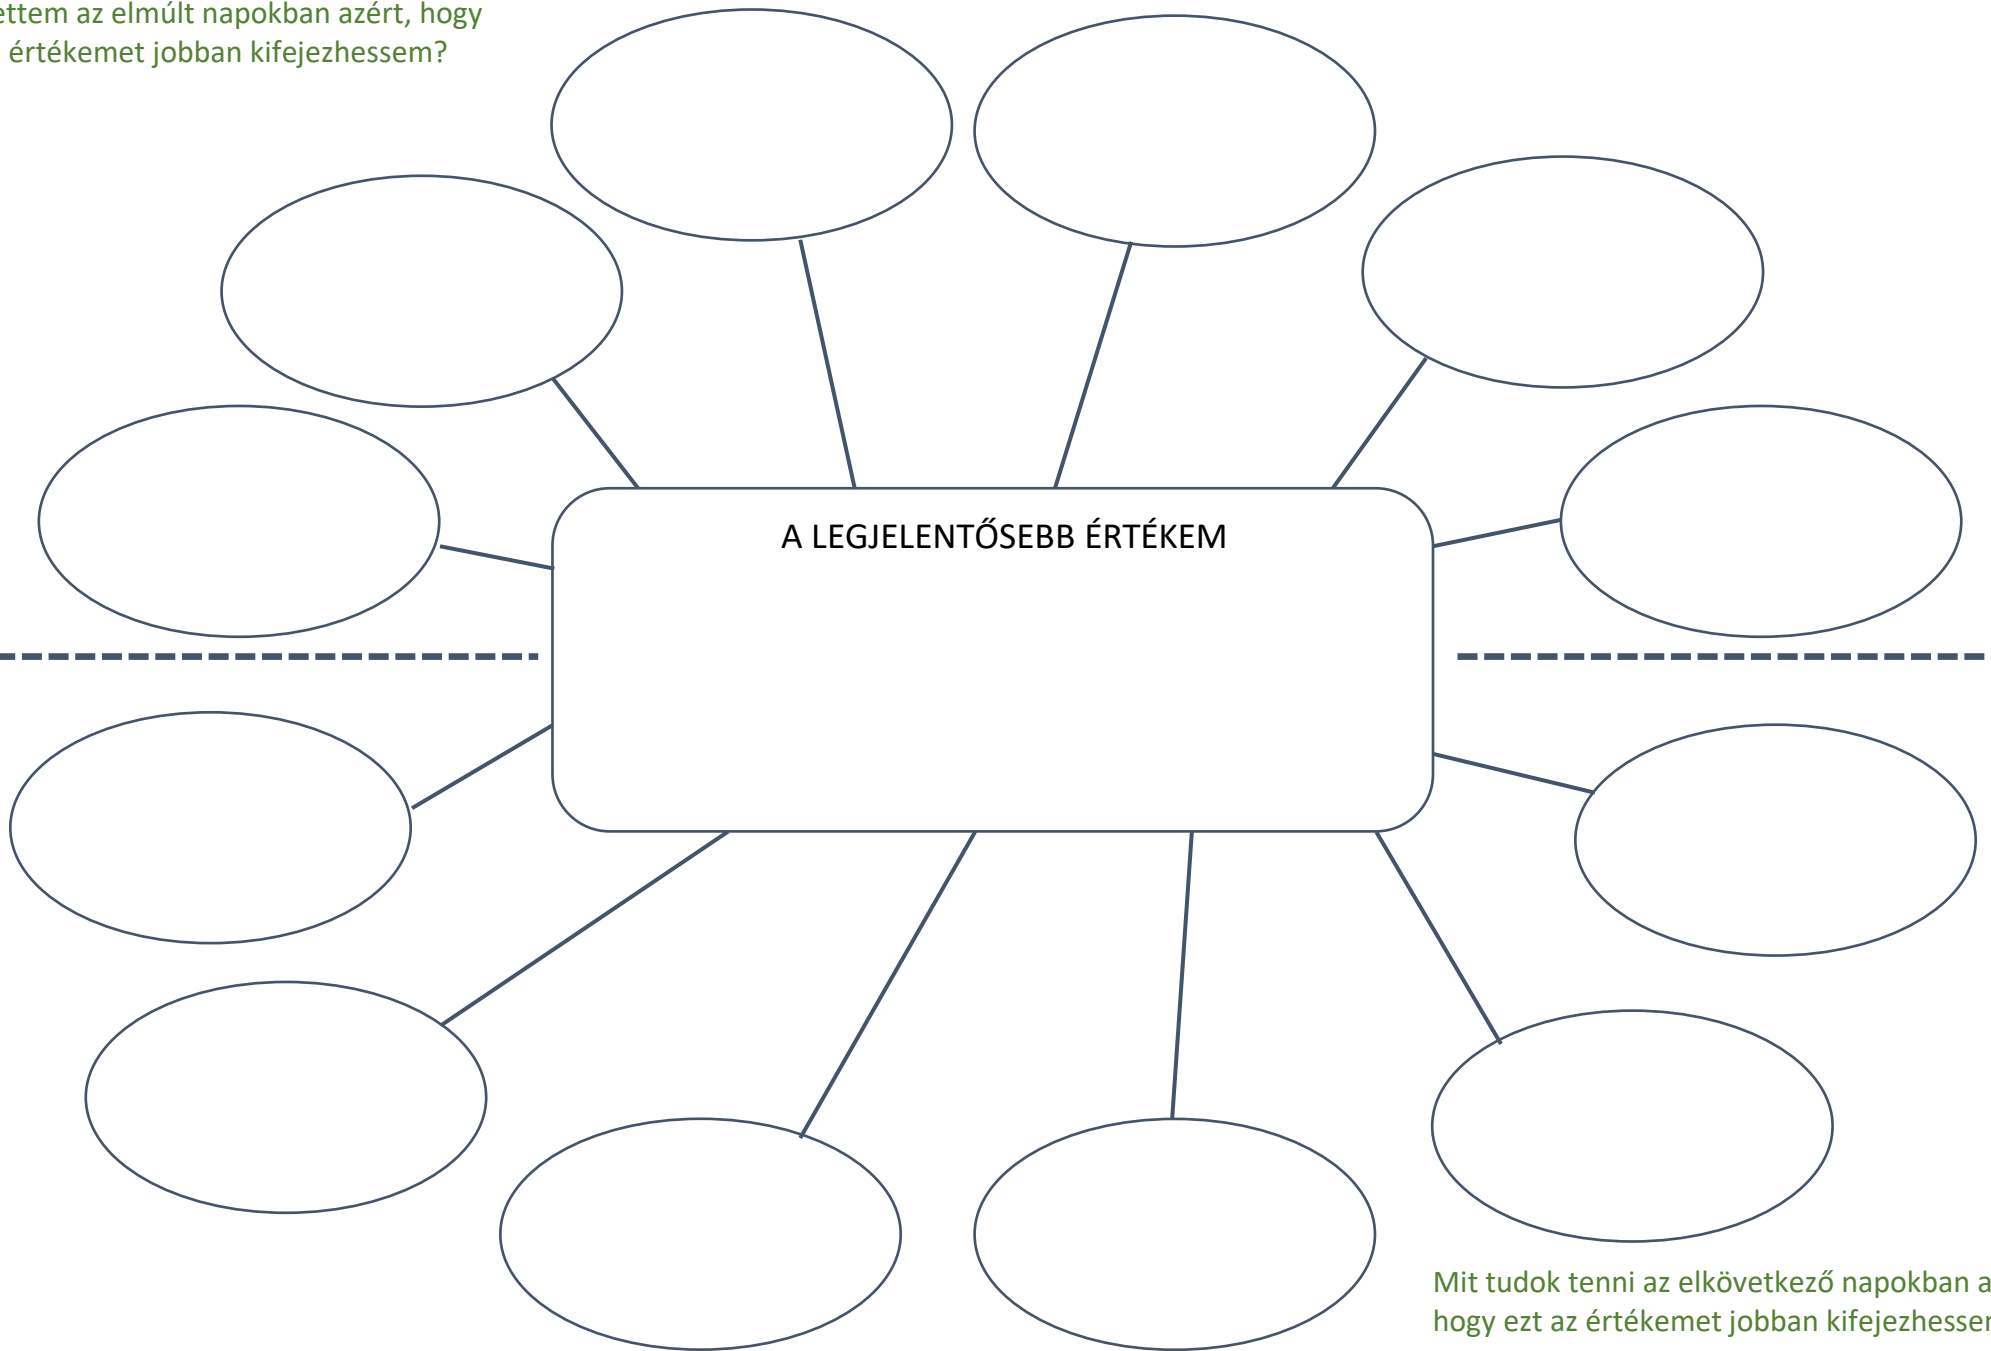 ettem az elmúlt napokban azért, hogy
értékemet jobban kifejezhessem?
A LEGJELENTŐSEBB ÉRTÉKEM
Mit tudok tenni az elkövetkező napokban a
hogy ezt az értékemet jobban kifejezhesse